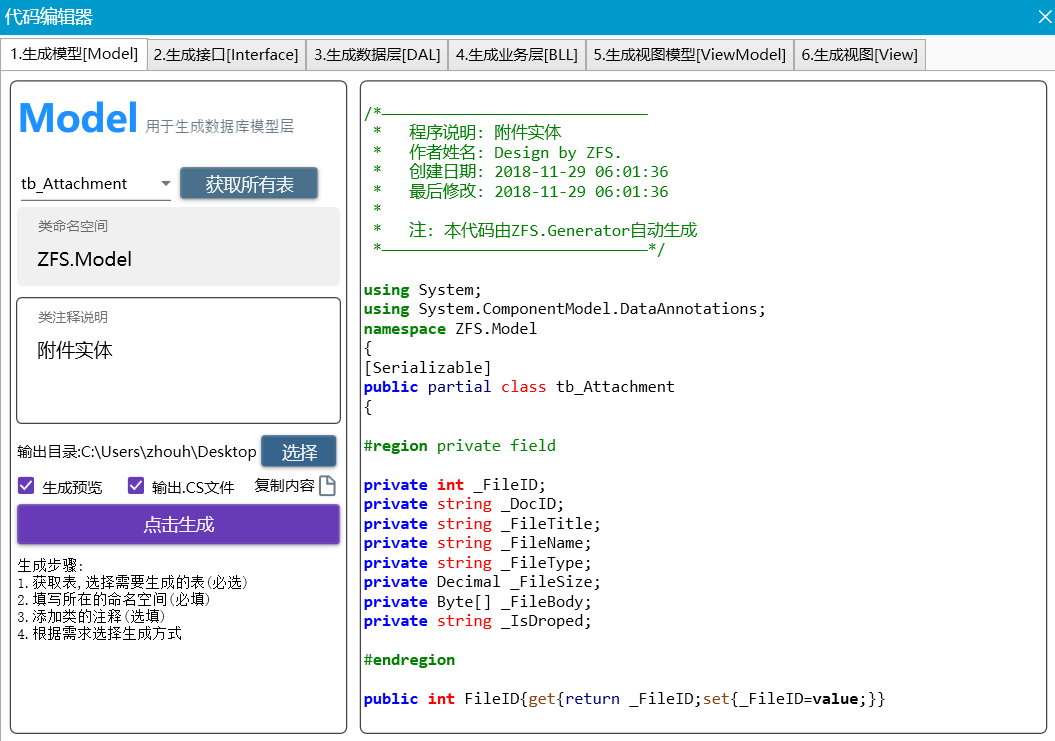 代码编辑器
1.生成模型[Model] 2.生成接口[Interface] 3.生成数据层[DAL] 4.生成业务层[BLL] 5.生成视图模型[ViewModel] 6.生成视图[View]
Model 用于生成数据库模型层
tb_Attachment 获取所有表
类命名空间
ZFS.Model
类注释说明
附件实体
输出目录:C:\Users\zhouh\Desktop 选择
生成预览 输出.CS文件 复制内容
点击生成
生成步骤:
1.获取表,选择需要生成的表(必选)
2.填写所在的命名空间(必填)
3.添加类的注释(选填)
4.根据需求选择生成方式
/*—————————————————————————————
* 程序说明: 附件实体
* 作者姓名: Design by ZFS.
* 创建日期: 2018-11-29 06:01:36
* 最后修改: 2018-11-29 06:01:36
*
* 注: 本代码由ZFS.Generator自动生成
*—————————————————————————————*/
using System;
using System.ComponentModel.DataAnnotations;
namespace ZFS.Model
{
[Serializable]
public partial class tb_Attachment
{
#region private field
private int _FileID;
private string _DocID;
private string _FileTitle;
private string _FileName;
private string _FileType;
private Decimal _FileSize;
private Byte[] _FileBody;
private string _IsDroped;
#endregion
public int FileID{get{return _FileID;set{_FileID=value;}}